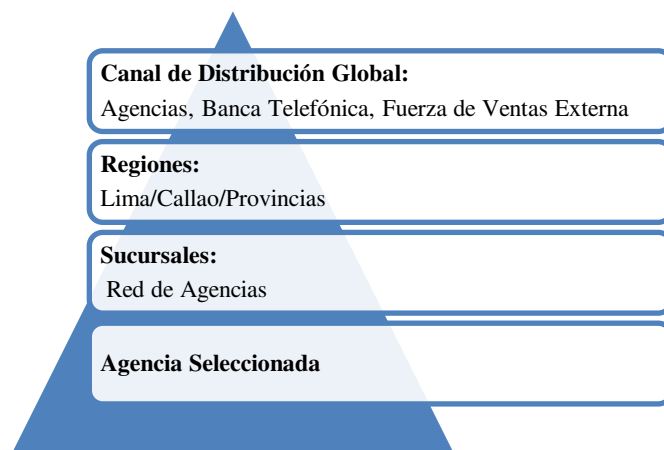 Canal de Distribución Global:
Agencias, Banca Telefónica, Fuerza de Ventas Externa
Regiones:
Lima/Callao/Provincias
Sucursales:
Red de Agencias
Agencia Seleccionada